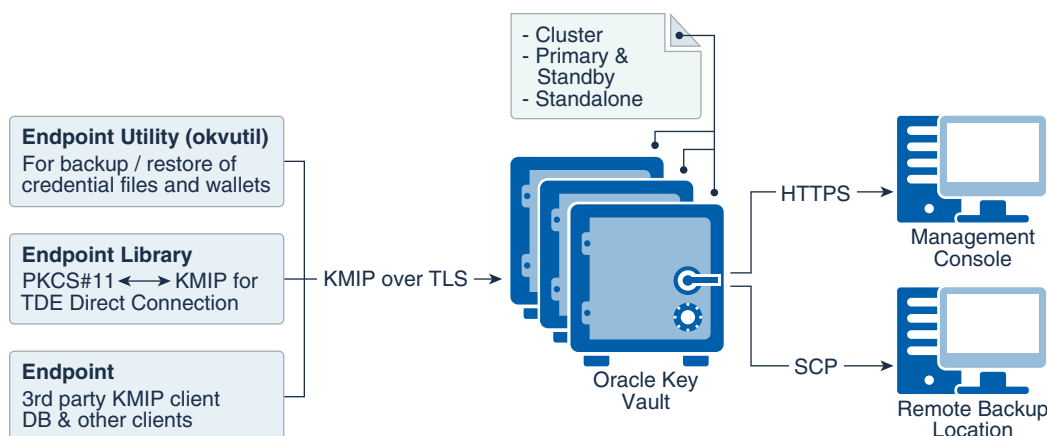 - Cluster
- Primary &
Standby
- Standalone
Endpoint Utility (okvutil)
For backup / restore of
credential files and wallets
Endpoint Library
PKCS#11 KMIP for
TDE Direct Connection
Endpoint
3rd party KMIP client
DB & other clients
KMIP over TLS
Oracle Key
Vault
HTTPS
Management
Console
SCP
Remote Backup
Location